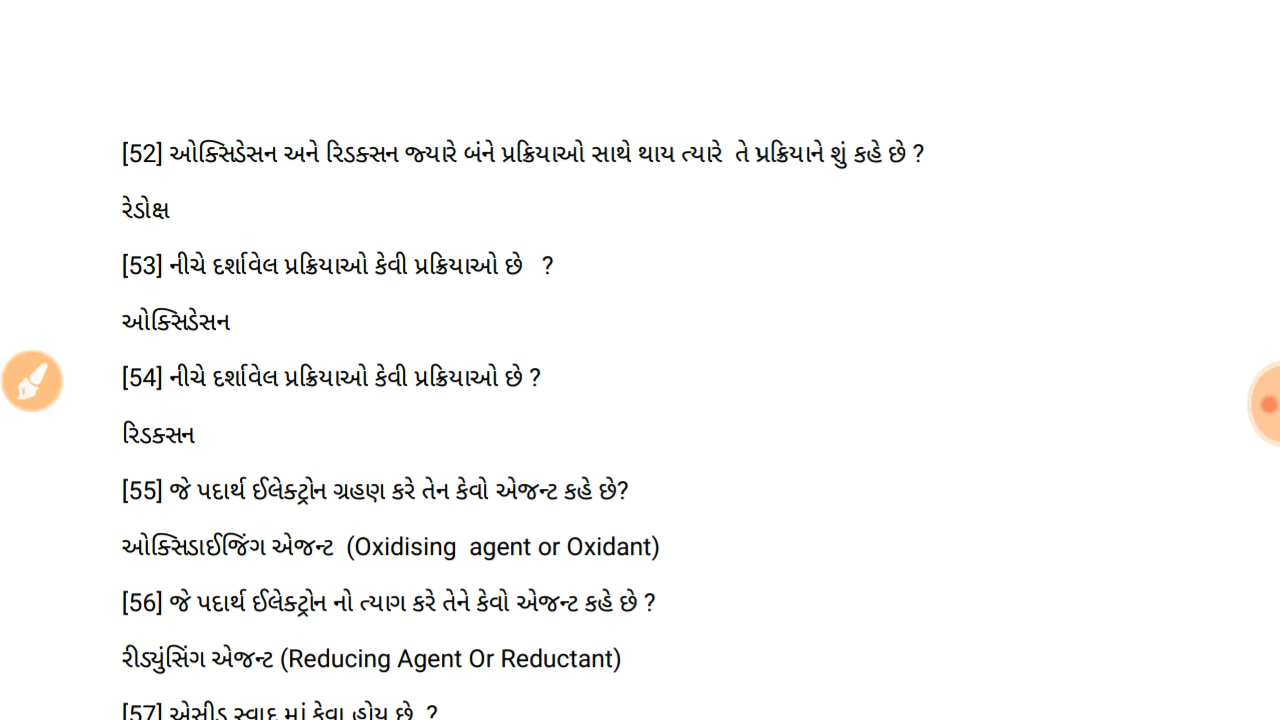 [52] ઓક્સિડેસન અને રિડક્સન જ્યારે બંને પ્રક્રિયાઓ સાથે થાય ત્યારે  તે પ્રક્રિયાને શું કહે છે ?
રેડોક્ષ
[53] નીચે દર્શાવેલ પ્રક્રિયાઓ કેવી પ્રક્રિયાઓ છે   ?
ઓક્સિડેસન
[54] નીચે દર્શાવેલ પ્રક્રિયાઓ કેવી પ્રક્રિયાઓ છે ?
રિડક્સન
[55] જે પદાર્થ ઈલેક્ટ્રોન ગ્રહણ કરે તેન કેવો એજન્ટ કહે છે?
ઓક્સિડાઈજિંગ એજન્ટ  (Oxidising  agent or Oxidant)
[56] જે પદાર્થ ઈલેક્ટ્રોન નો ત્યાગ કરે તેને કેવો એજન્ટ કહે છે ?
રીડ્યુંસિંગ એજન્ટ (Reducing Agent Or Reductant)
[57] એસીડ સ્વાદ માં કેવા હોય છે  ?